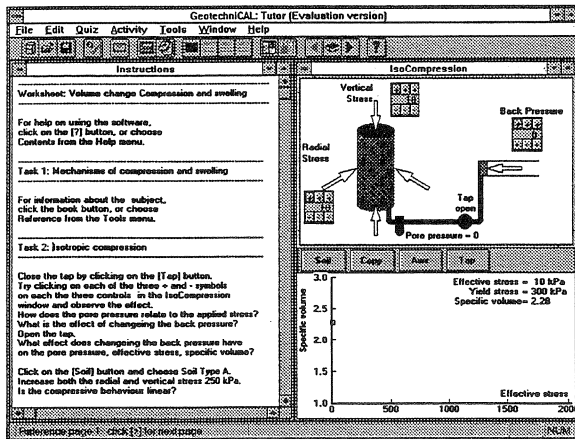 GeotechniCAL: Tutor (Evaluation version)
File Edit Quiz Activity Tools Window Help
Instructions
Worksheet: Volume change Compression and swelling
For help on using the software,
click on the [?] button, or choose
Contents from the Help menu.
Task 1: Mechanisms of compression and swelling
For information about the subject,
click the book button, or choose
Reference from the Tools menu.
Task 2: Isotropic compression
Close the tap by clicking on the [Tap] button.
Try clicking on each of the three + and - symbols
on each the three controls in the IsoCompression
window and observe the effect.
How does the pore pressure relate to the applied stress?
What is the effect of changeing the back pressure?
Open the tap.
What effect does changeing the back pressure have
on the pore pressure, effective stress, specific volume?
Click on the [Soil] button and choose Soil Type A.
Increase both the radial and vertical stress 250 kPa.
Is the compressive behaviour linear?
IsoCompression
Vertical
Stress
10
Back Pressure
0
Radial
Stress
10
Tap
open
Pore pressure = 0
Soil Copy Axes Tap
Effective stress = 10 kPa
Yield stress = 300 kPa
Specific volume= 2.28
Specific volume
3.0
2.5
2.0
1.5
1.0
Effective stress
0 500 1000 1500 2000
Reference page 1 click [>] for next page
NUM